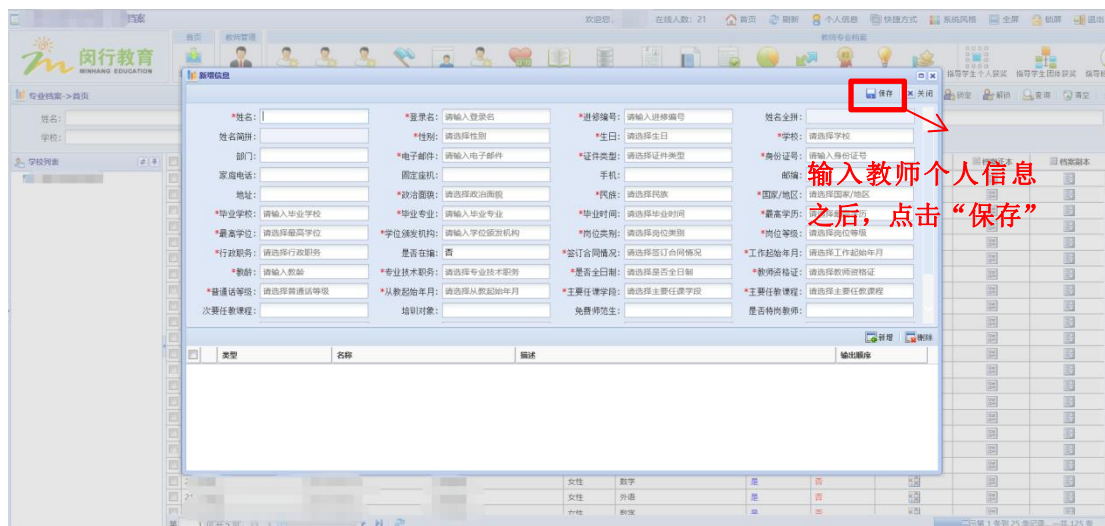 档案
欢迎您,
在线人数: 21
首页
刷新
个人信息
快捷方式
系统风格
全屏
锁屏
退出
首页
教师管理
教师专业档案
闵行教育
MINHANG EDUCATION
指导学生个人获奖
指导学生团体获奖
专业档案->首页
锁定
解锁
查询
清空
姓名:
学校:
学校列表
档案正本
档案副本
新增信息
保存
关闭
*姓名:
*登录名: 请输入登录名
*进修编号: 请输入进修编号
姓名全拼:
姓名简拼:
*性别: 请选择性别
*生日: 请选择生日
*学校: 请选择学校
部门:
*电子邮件: 请输入电子邮件
*证件类型: 请选择证件类型
*身份证号: 请输入身份证号
家庭电话:
固定座机:
手机:
邮编:
地址:
*政治面貌: 请选择政治面貌
*民族: 请选择民族
*国家/地区: 请选择国家/地区
*毕业学校: 请输入毕业学校
*毕业专业: 请输入毕业专业
*毕业时间: 请选择毕业时间
*最高学历:
*最高学位: 请选择最高学位
*学位颁发机构: 请输入学位颁发机构
*岗位类别: 请选择岗位类别
*岗位等级: 请选择岗位等级
*行政职务: 请选择行政职务
是否在编: 否
*签订合同情况: 请选择签订合同情况
*工作起始年月: 请选择工作起始年月
*教龄: 请输入教龄
*专业技术职务: 请选择专业技术职务
*是否全日制: 请选择是否全日制
*教师资格证: 请选择教师资格证
*普通话等级: 请选择普通话等级
*从教起始年月: 请选择从教起始年月
*主要任课学段: 请选择主要任课学段
*主要任教课程: 请选择主要任教课程
次要任教课程:
培训对象:
免费师范生:
是否特岗教师:
输入教师个人信息
之后，点击“保存”
新增
删除
类型
名称
描述
输出顺序
女性
数学
是
否
21
女性
外语
是
否
女性
数学
是
否